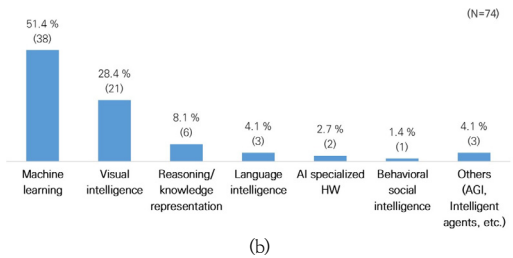 (N=74)
51.4 %
(38)
28.4 %
(21)
8.1 %
(6)
4.1 %
(3)
2.7 %
(2)
1.4 %
(1)
4.1 %
(3)
Machine
learning
Visual
intelligence
Reasoning/
knowledge
representation
Language
intelligence
AI specialized
HW
Behavioral
social
intelligence
Others
(AGI,
Intelligent
agents, etc.)
(b)